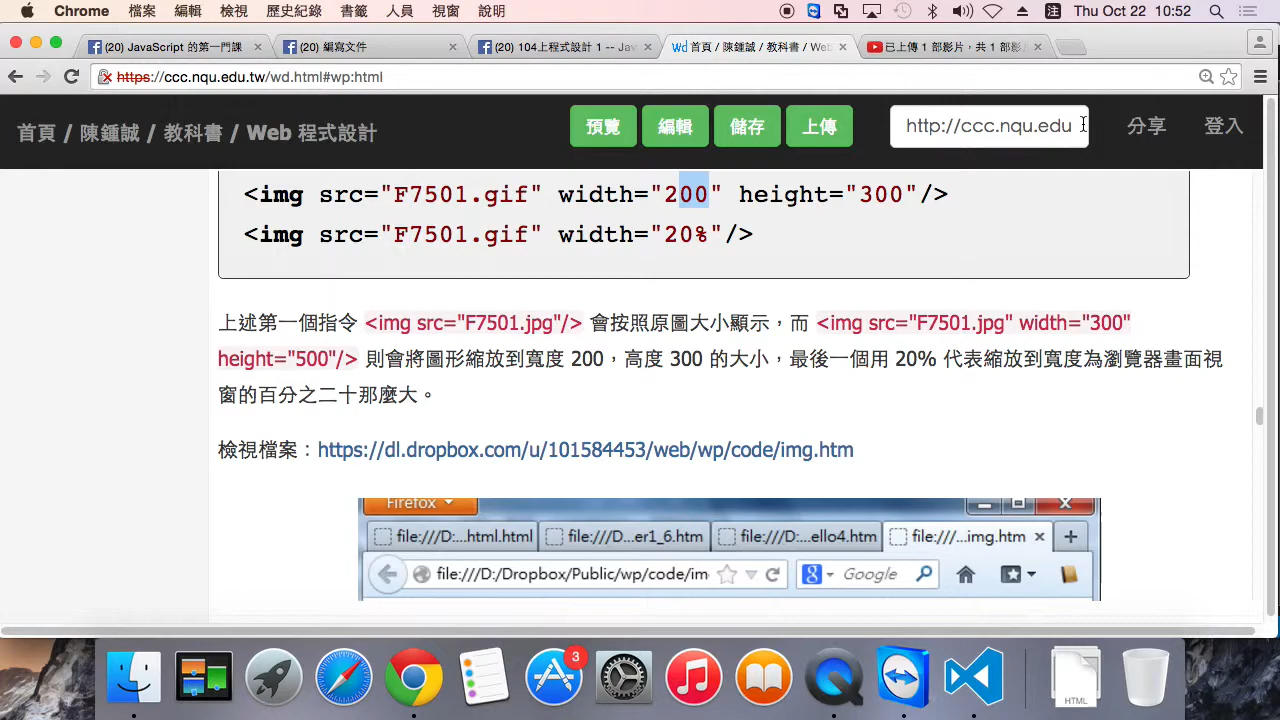 Chrome 檔案 編輯 檢視 歷史紀錄 書籤 人員 視窗 說明 注 Thu Oct 22 10:52
(20) JavaScript 的第一門課 × (20) 編寫文件 × (20) 104上程式設計 1 -- Jav × Wd 首頁 / 陳鍾誠 / 教科書 / Web × 已上傳 1 部影片，共 1 部影片 ×
https://ccc.nqu.edu.tw/wd.html#wp:html
首頁 / 陳鍾誠 / 教科書 / Web 程式設計 預覽 編輯 儲存 上傳 http://ccc.nqu.edu 分享 登入
<img src="F7501.gif" width="200" height="300"/>
<img src="F7501.gif" width="20%"/>
上述第一個指令 <img src="F7501.jpg"/> 會按照原圖大小顯示，而 <img src="F7501.jpg" width="300"
height="500"/> 則會將圖形縮放到寬度 200，高度 300 的大小，最後一個用 20% 代表縮放到寬度為瀏覽器畫面視
窗的百分之二十那麼大。
檢視檔案：https://dl.dropbox.com/u/101584453/web/wp/code/img.htm
Firefox
file:///D:...html.html file:///D...er1_6.htm file:///D:...ello4.htm file:///...img.htm × +
file:///D:/Dropbox/Public/wp/code/im Google
3
HTML